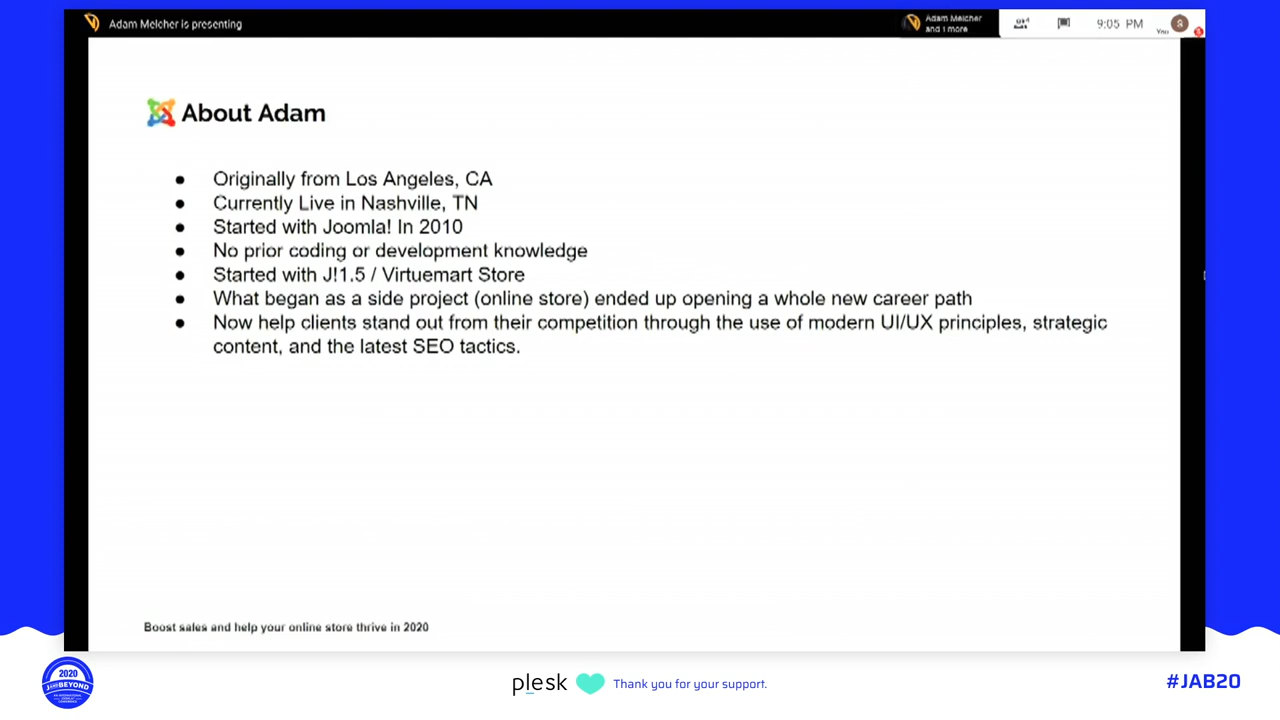 Adam Melcher is presenting
Adam Melcher
and 1 more
9:05 PM
You
S
About Adam
● Originally from Los Angeles, CA
● Currently Live in Nashville, TN
● Started with Joomla! In 2010
● No prior coding or development knowledge
● Started with J!1.5 / Virtuemart Store
● What began as a side project (online store) ended up opening a whole new career path
● Now help clients stand out from their competition through the use of modern UI/UX principles, strategic
content, and the latest SEO tactics.
Boost sales and help your online store thrive in 2020
2020
JANDBEYOND
plesk
Thank you for your support.
#JAB20